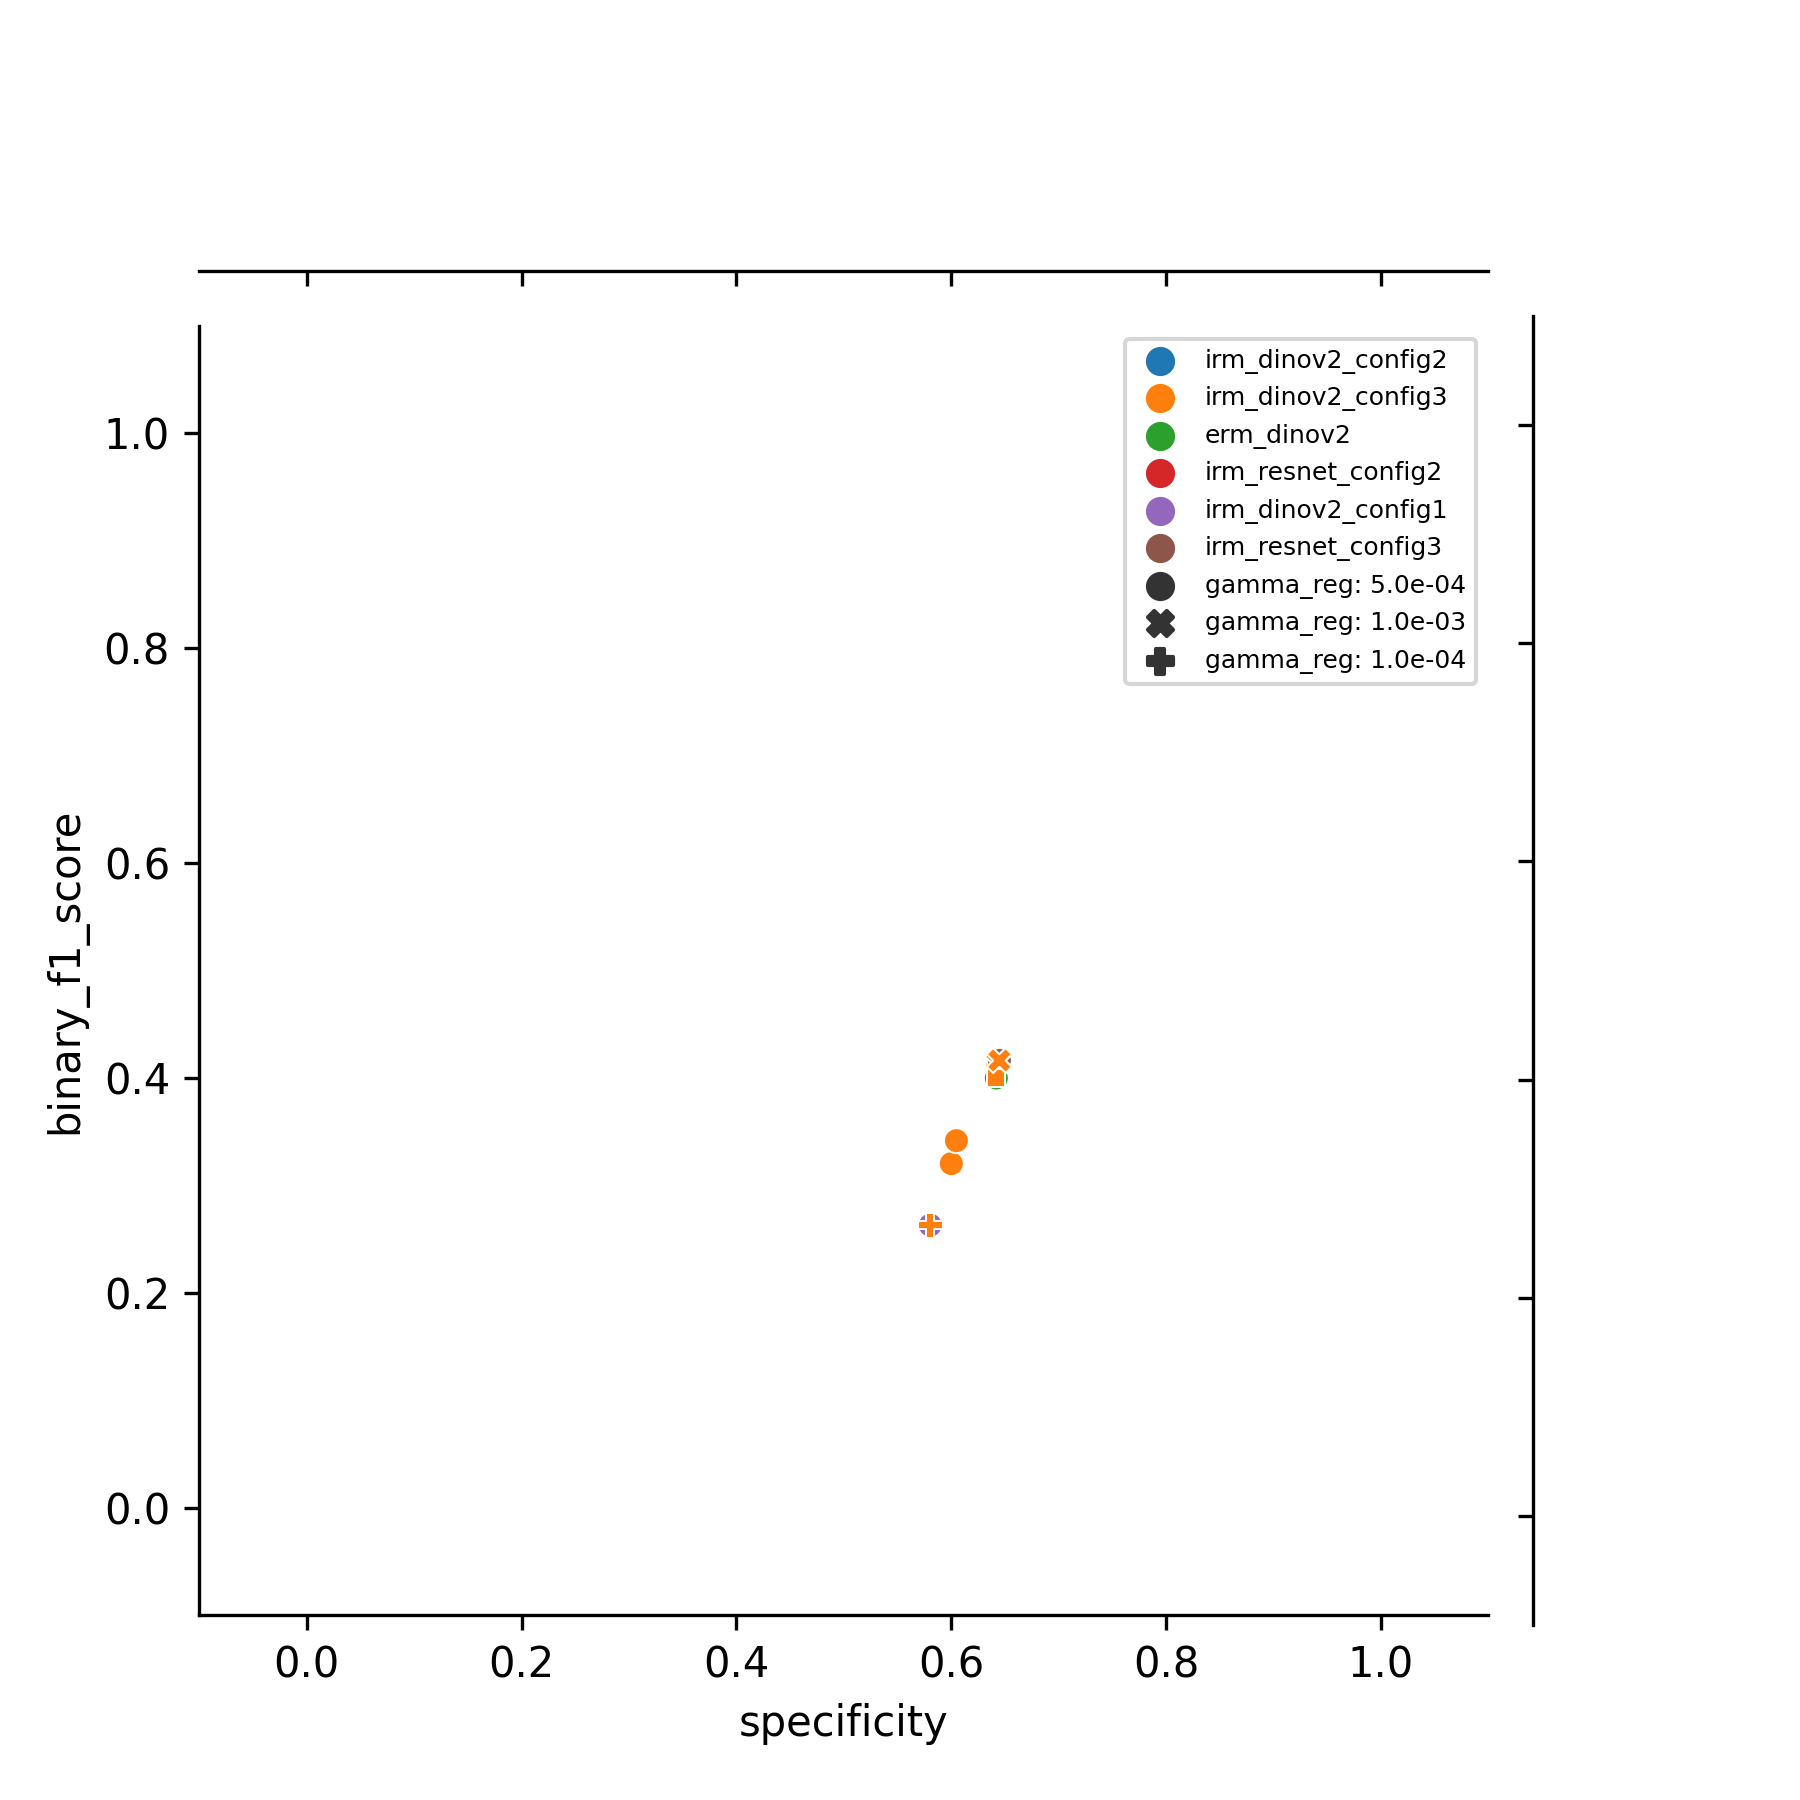 irm_dinov2_config2
irm_dinov2_config3
erm_dinov2
irm_resnet_config2
irm_dinov2_config1
irm_resnet_config3
gamma_reg: 5.0e-04
gamma_reg: 1.0e-03
gamma_reg: 1.0e-04
1.0
0.8
0.6
0.4
0.2
0.0
binary_f1_score
0.0 0.2 0.4 0.6 0.8 1.0
specificity